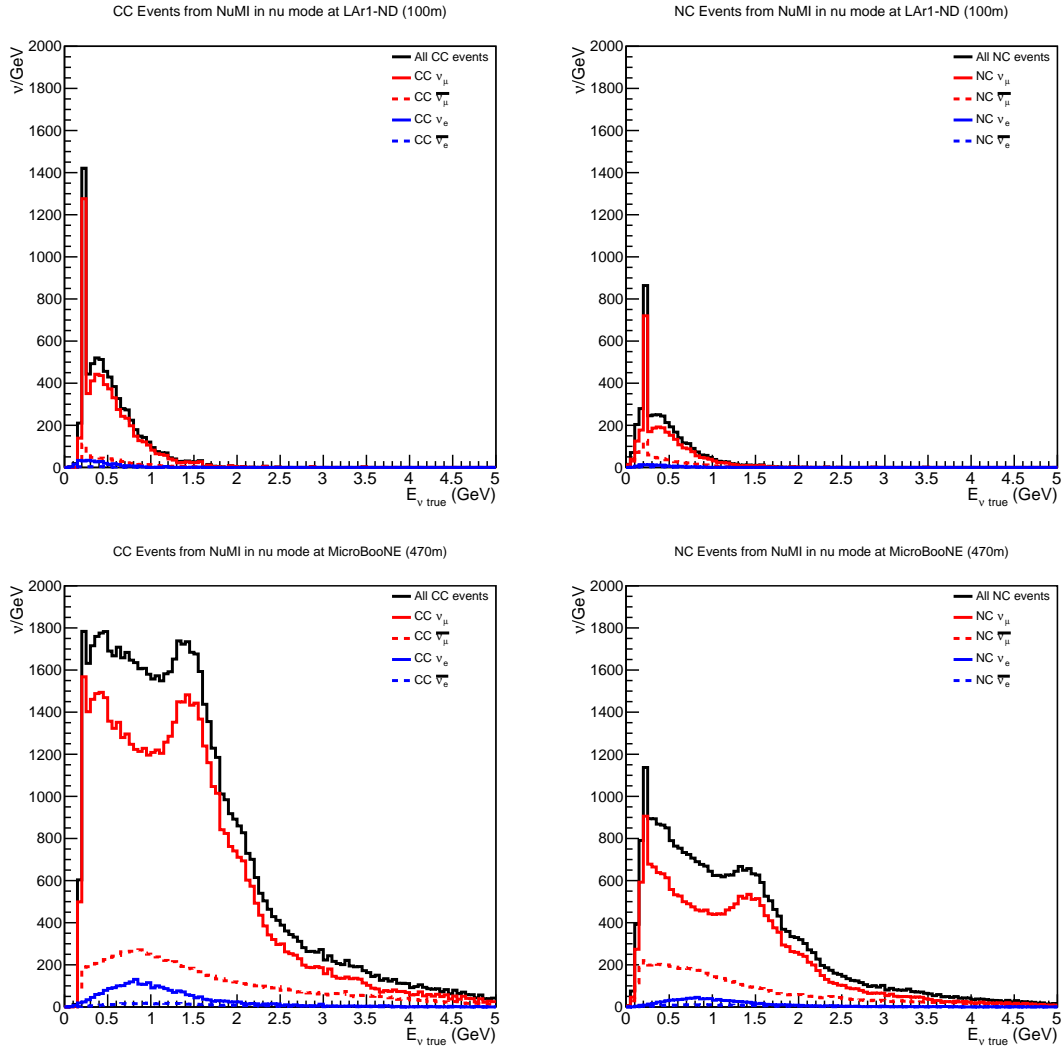 CC Events from NuMI in nu mode at LAr1-ND (100m)
ν/GeV
2000
1800
1600
1400
1200
1000
800
600
400
200
0
All CC events
CC ν_μ
CC ν̅_μ
CC ν_e
CC ν̅_e
0 0.5 1 1.5 2 2.5 3 3.5 4 4.5 5
E_ν true (GeV)
NC Events from NuMI in nu mode at LAr1-ND (100m)
ν/GeV
2000
1800
1600
1400
1200
1000
800
600
400
200
0
All NC events
NC ν_μ
NC ν̅_μ
NC ν_e
NC ν̅_e
0 0.5 1 1.5 2 2.5 3 3.5 4 4.5 5
E_ν true (GeV)
CC Events from NuMI in nu mode at MicroBooNE (470m)
ν/GeV
2000
1800
1600
1400
1200
1000
800
600
400
200
0
All CC events
CC ν_μ
CC ν̅_μ
CC ν_e
CC ν̅_e
0 0.5 1 1.5 2 2.5 3 3.5 4 4.5 5
E_ν true (GeV)
NC Events from NuMI in nu mode at MicroBooNE (470m)
ν/GeV
2000
1800
1600
1400
1200
1000
800
600
400
200
0
All NC events
NC ν_μ
NC ν̅_μ
NC ν_e
NC ν̅_e
0 0.5 1 1.5 2 2.5 3 3.5 4 4.5 5
E_ν true (GeV)